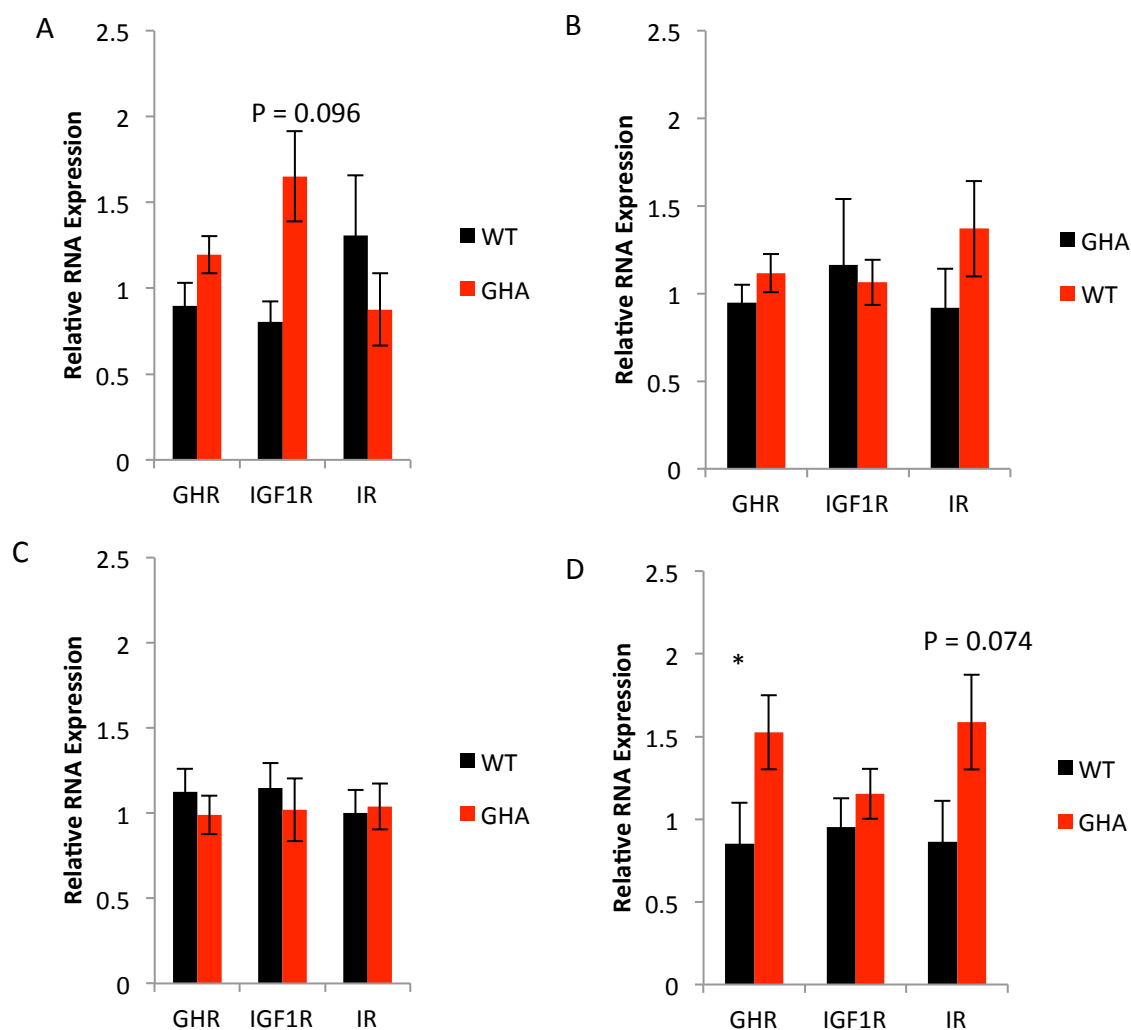 A
Relative RNA Expression
2.5
2
1.5
1
0.5
0
P = 0.096
GHR
IGF1R
IR
WT
GHA
B
Relative RNA Expression
2.5
2
1.5
1
0.5
0
GHR
IGF1R
IR
GHA
WT
C
Relative RNA Expression
2.5
2
1.5
1
0.5
0
GHR
IGF1R
IR
WT
GHA
D
Relative RNA Expression
2.5
2
1.5
1
0.5
0
*
P = 0.074
GHR
IGF1R
IR
WT
GHA